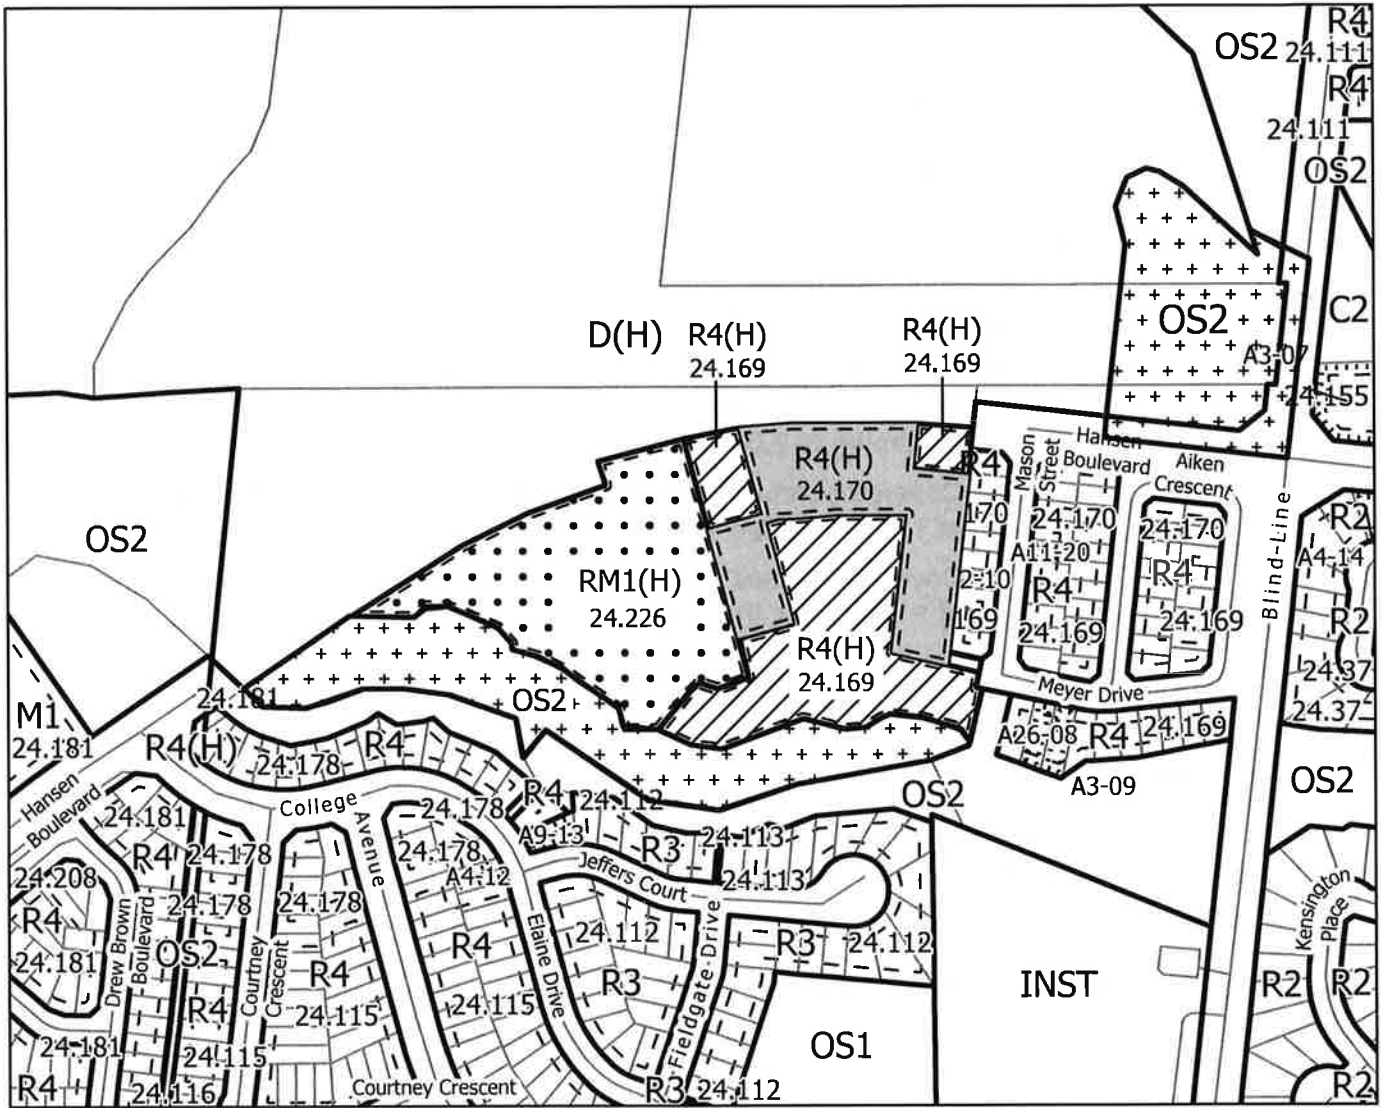 R4
OS2
24.111
R4
24.111
OS2
OS2
C2
A3-07
24.155
D(H)
R4(H)
24.169
R4(H)
24.169
R4(H)
24.170
R4
170
2-10
169
Mason
Street
Hansen
Boulevard
Aiken
Crescent
24.170
A11-20
R4
24.169
24.170
R4
24.169
Blind-Line
R2
A4-14
R2
24.37
24.37
OS2
OS2
RM1(H)
24.226
R4(H)
24.169
OS2
Meyer Drive
A26-08
R4
24.169
A3-09
M1
24.181
24.181
R4(H)
R4
24.178
Hansen
Boulevard
College
Avenue
24.178
R4
24.112
OS2
24.181
R4
24.178
24.178
A4-12
A9-13
R3
24.113
Jeffers Court
24.113
24.208
R4
24.181
Drew Brown
Boulevard
24.178
OS2
Courtney
Crescent
24.178
R4
R4
Elaine Drive
24.112
R3
Fieldgate-Drive
R3
24.112
Kensington
Place
R2
R2
INST
R4
24.115
24.115
24.181
24.115
OS1
R4
24.116
Courtney Crescent
R3
24.112
R2